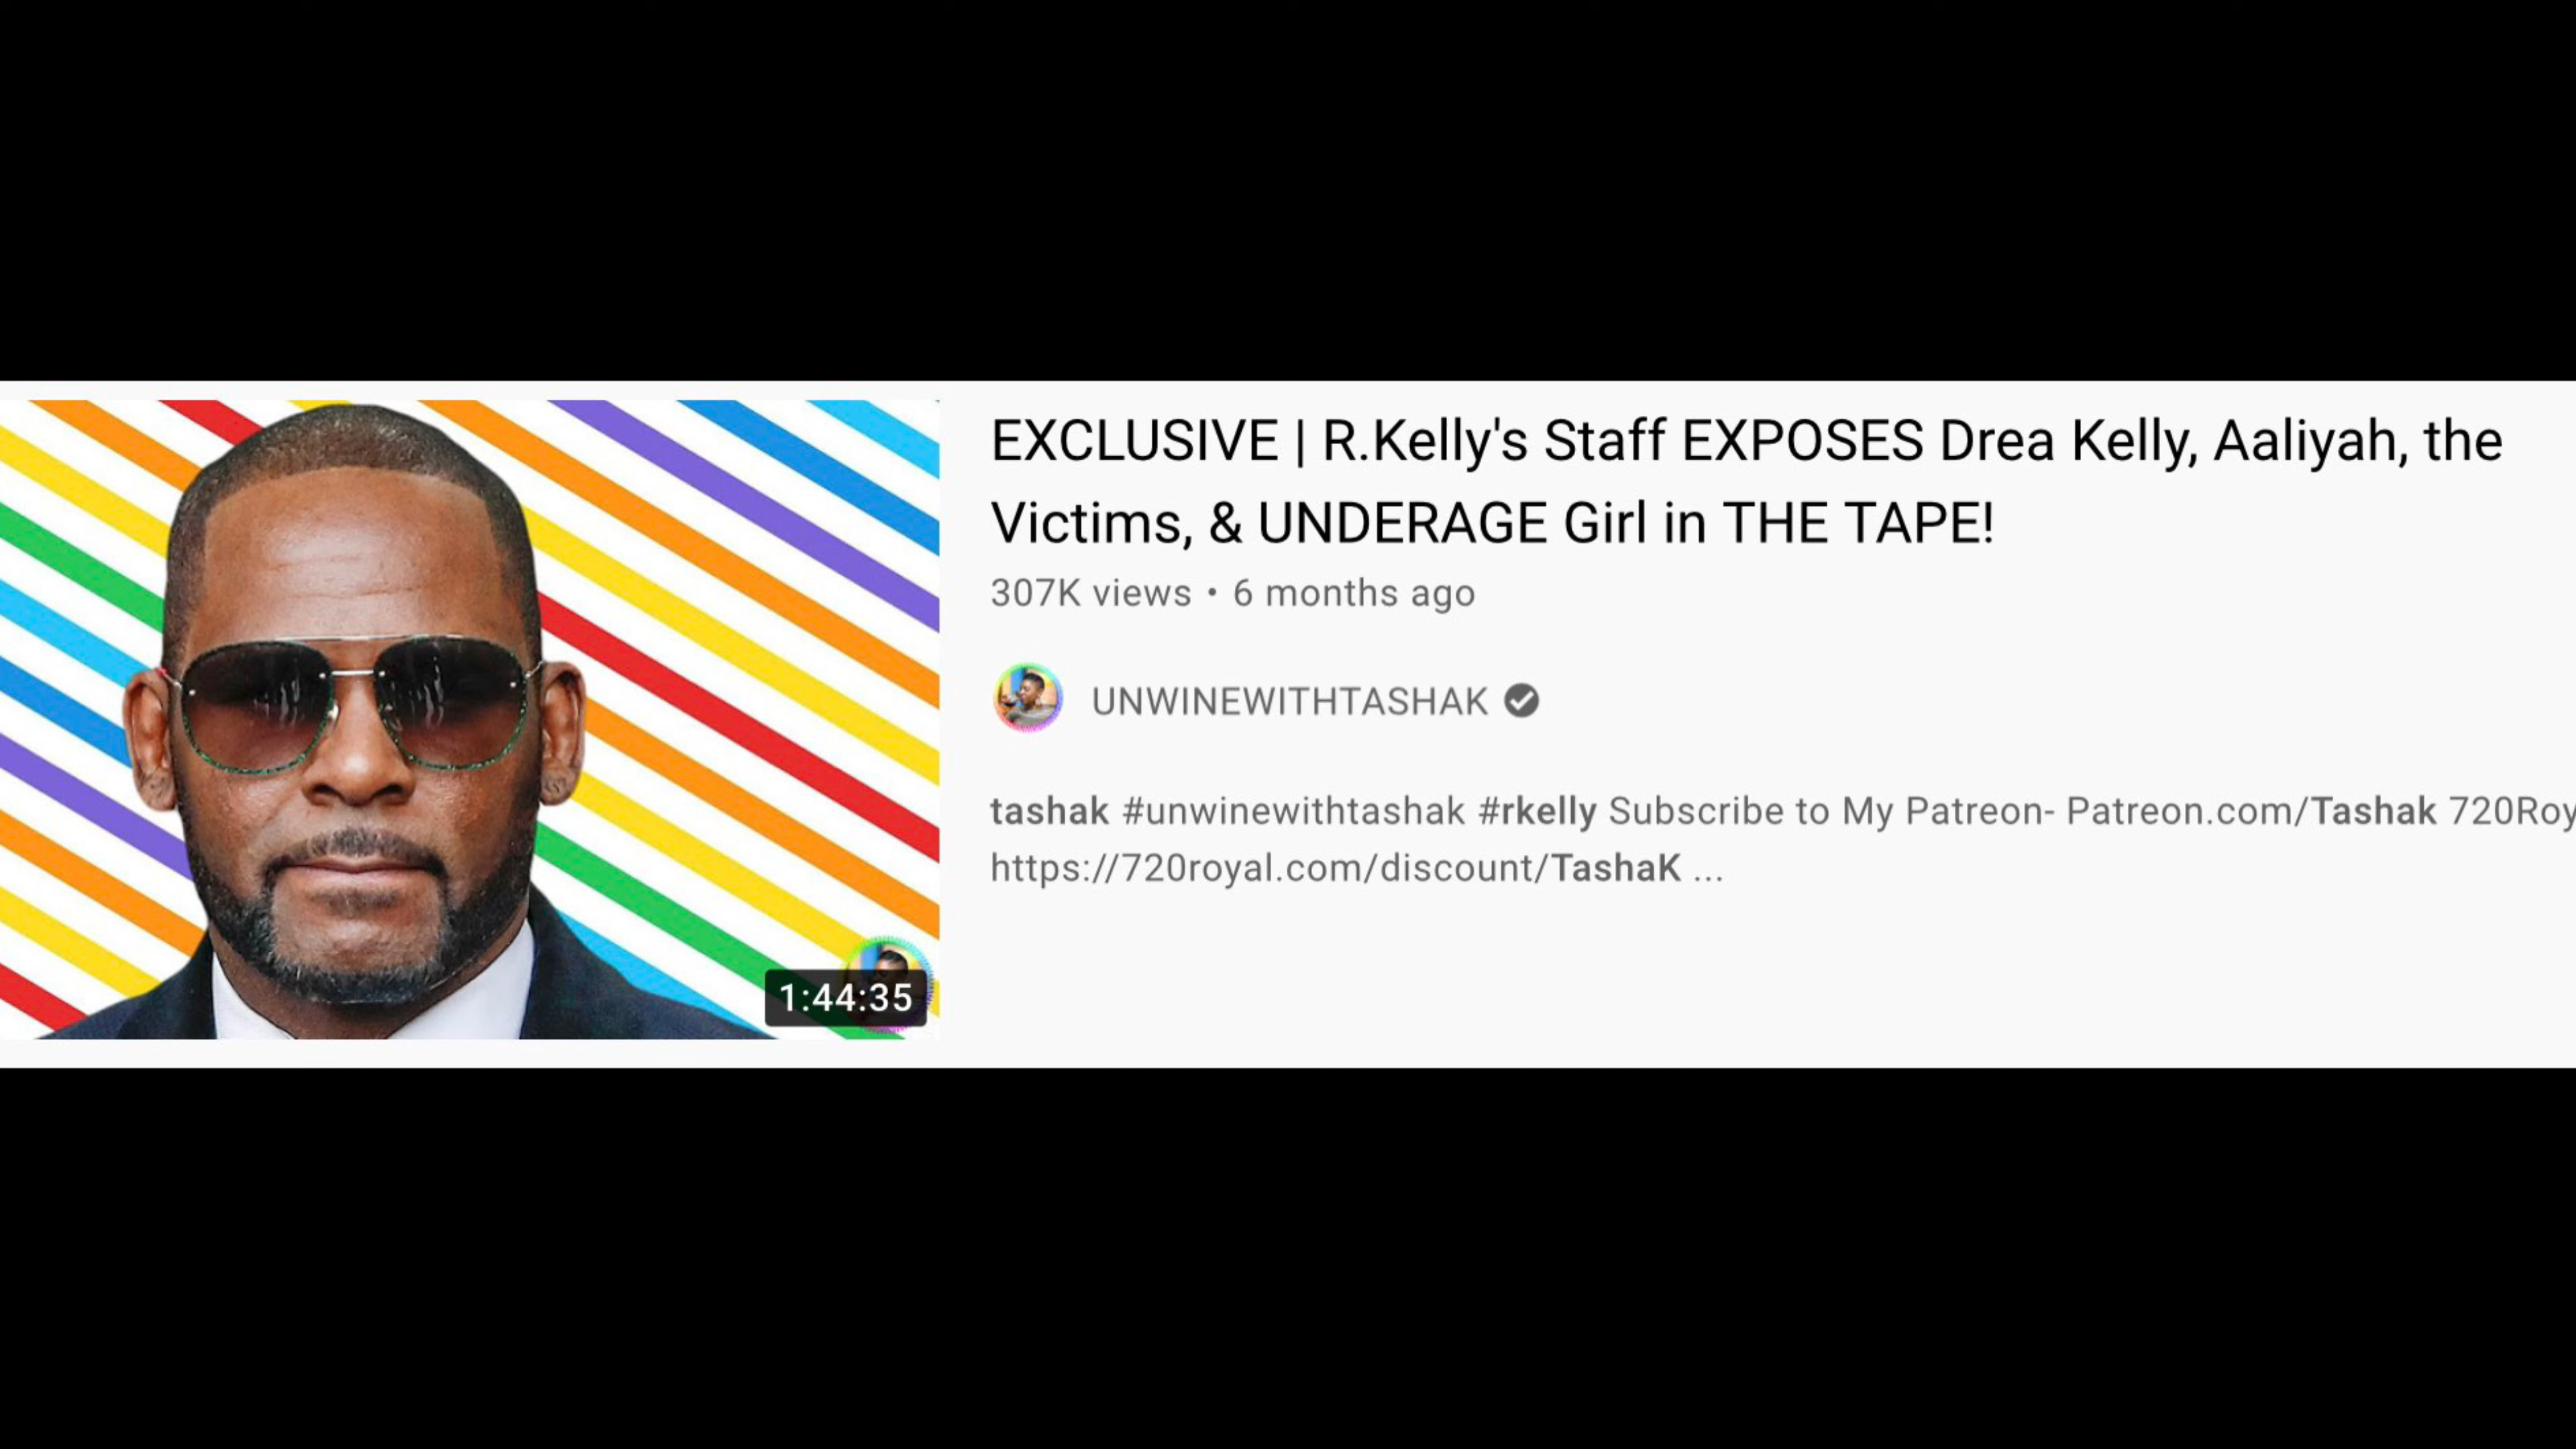 EXCLUSIVE | R.Kelly's Staff EXPOSES Drea Kelly, Aaliyah, the
Victims, & UNDERAGE Girl in THE TAPE!
307K views • 6 months ago
UNWINEWITHTASHAK
tashak #unwinewithtashak #rkelly Subscribe to My Patreon- Patreon.com/Tashak 720Roy
https://720royal.com/discount/TashaK ...
1:44:35